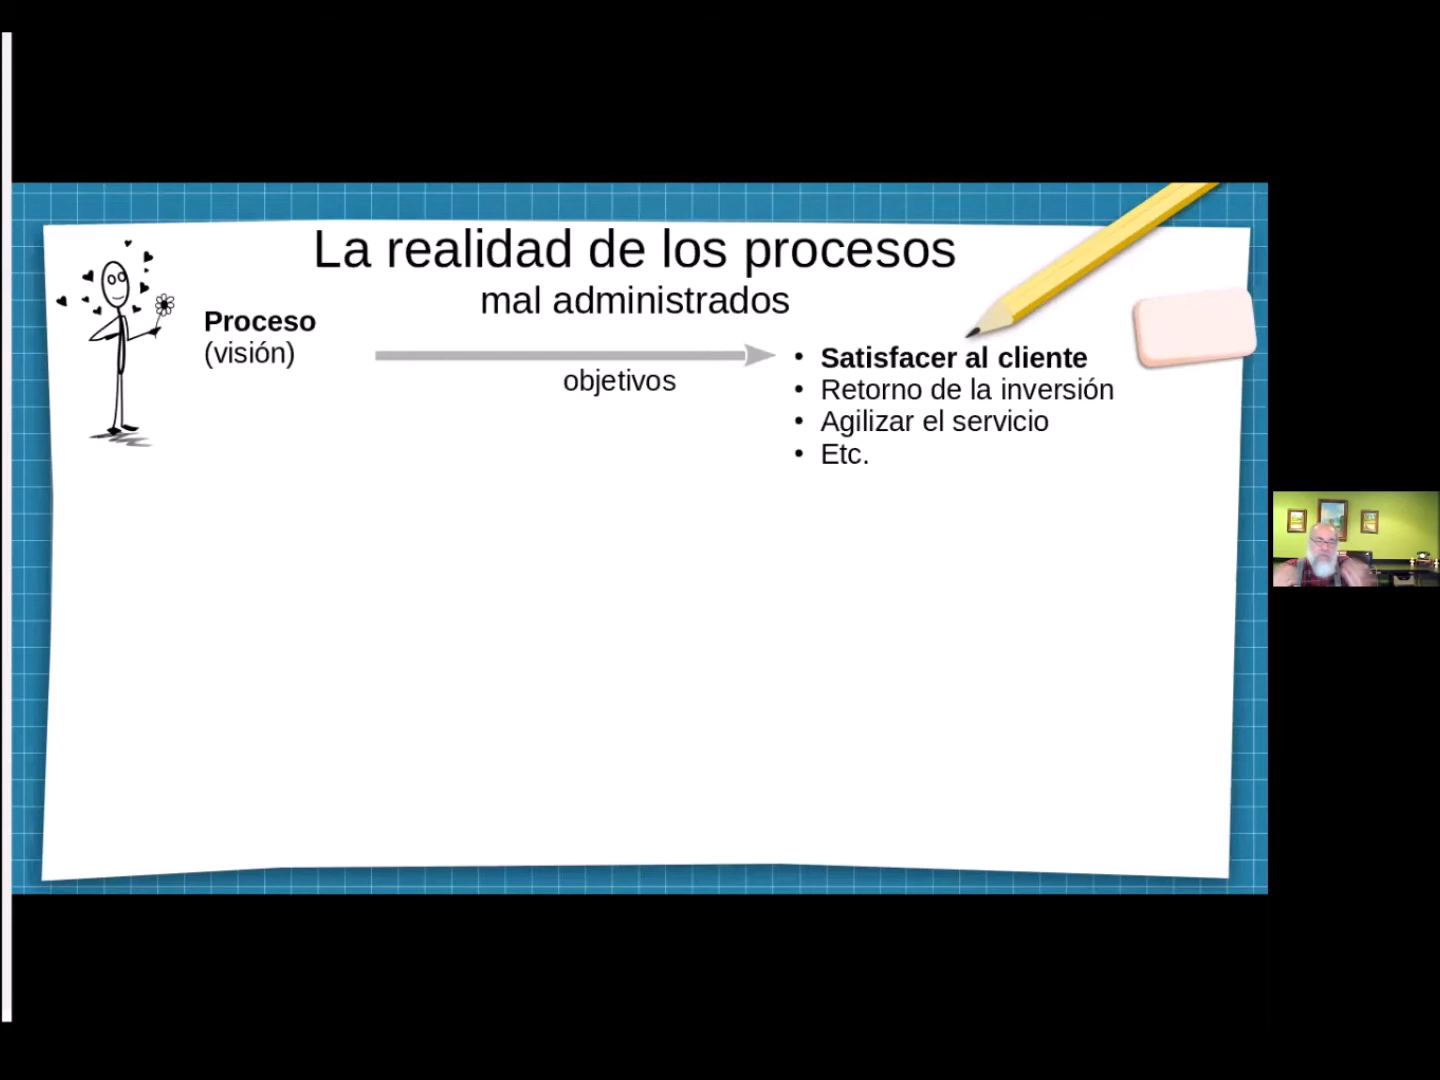 La realidad de los procesos
mal administrados
Proceso
(visión)
objetivos
• Satisfacer al cliente
• Retorno de la inversión
• Agilizar el servicio
• Etc.